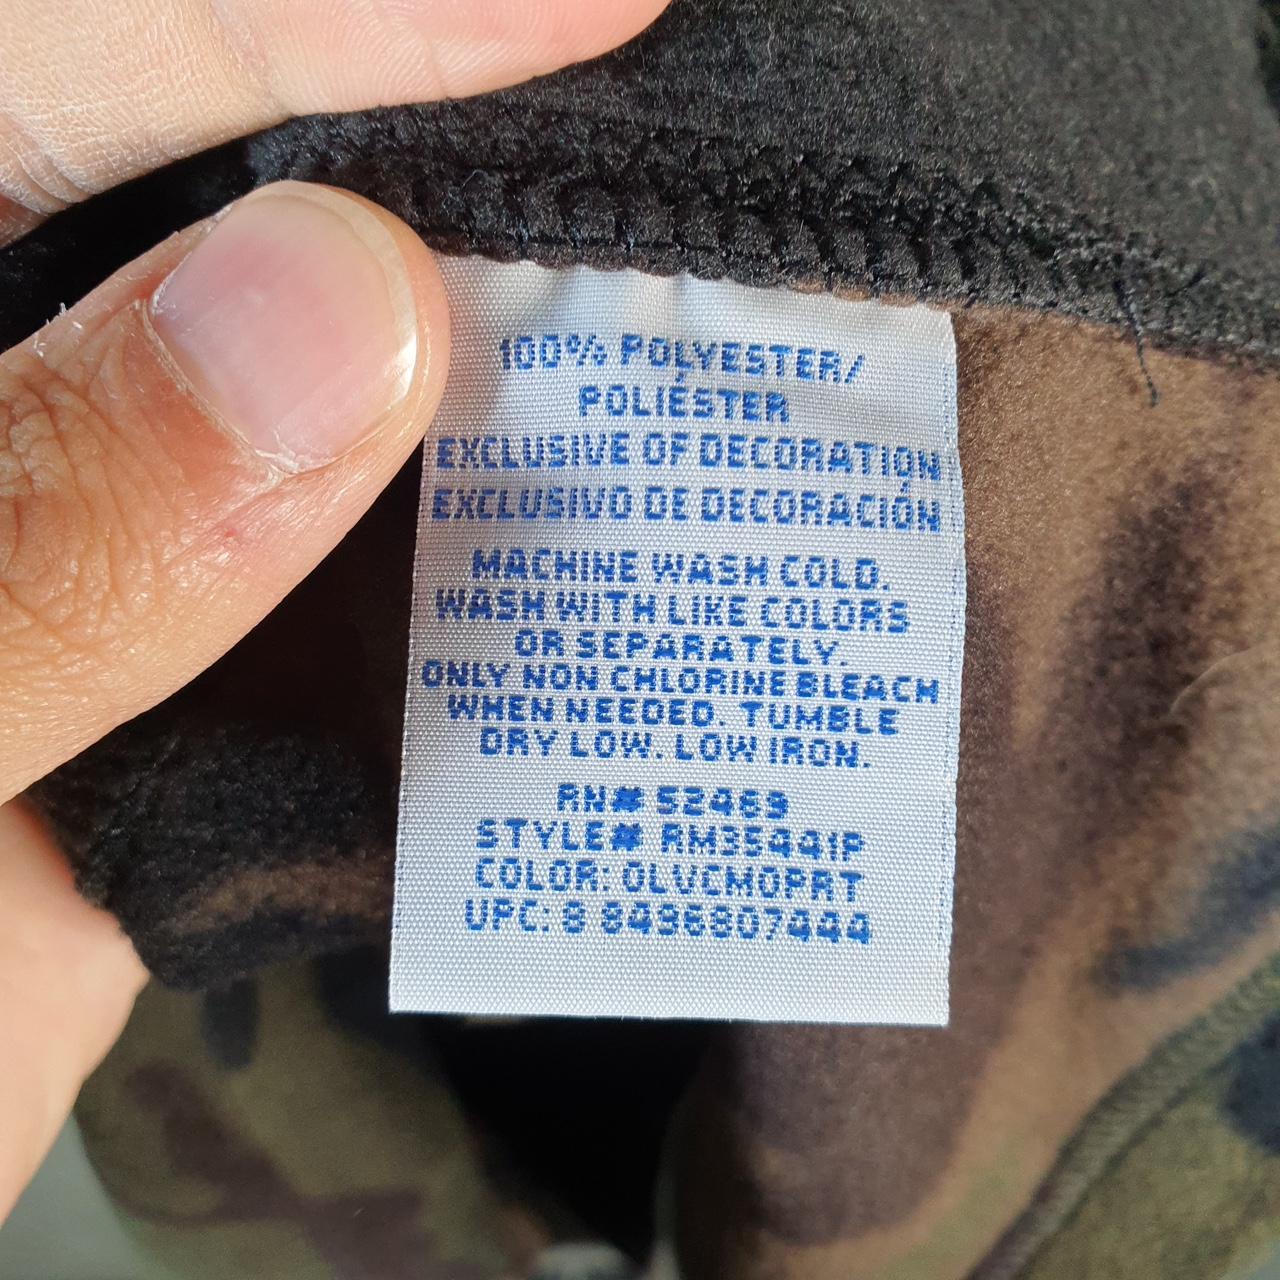 100% POLYESTER/
POLIÉSTER
EXCLUSIVE OF DECORATION
EXCLUSIVO DE DECORACIÓN
MACHINE WASH COLD.
WASH WITH LIKE COLORS
OR SEPARATELY.
ONLY NON CHLORINE BLEACH
WHEN NEEDED. TUMBLE
DRY LOW. LOW IRON.
RN# 52469
STYLE# RM35441P
COLOR: OLVCMOPRT
UPC: 8 8496807444